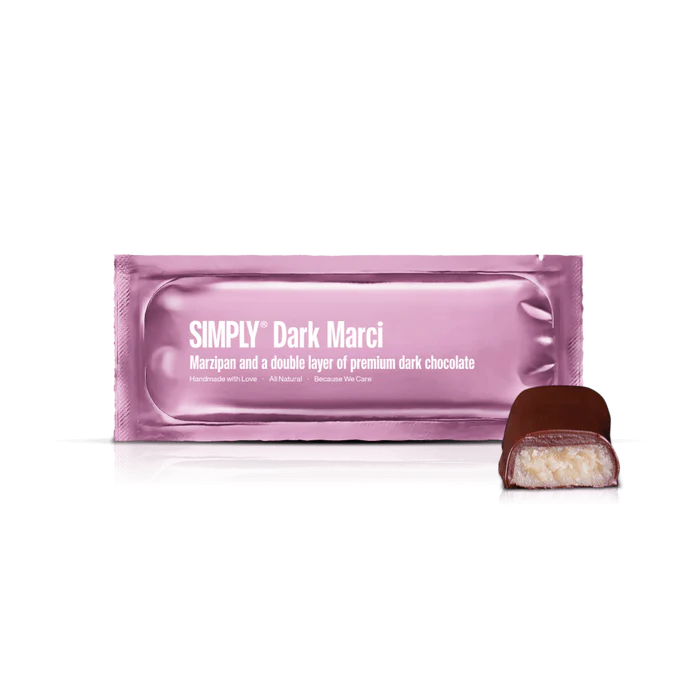 SIMPLY® Dark Marci
Marzipan and a double layer of premium dark chocolate
Handmade with Love · All Natural · Because We Care